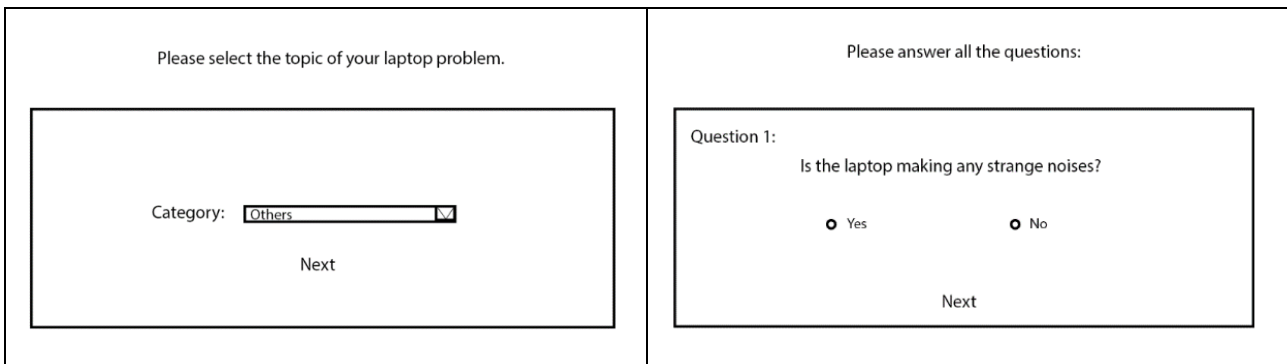 Please select the topic of your laptop problem.
Category: Others
Next
Please answer all the questions:
Question 1:
Is the laptop making any strange noises?
Yes No
Next